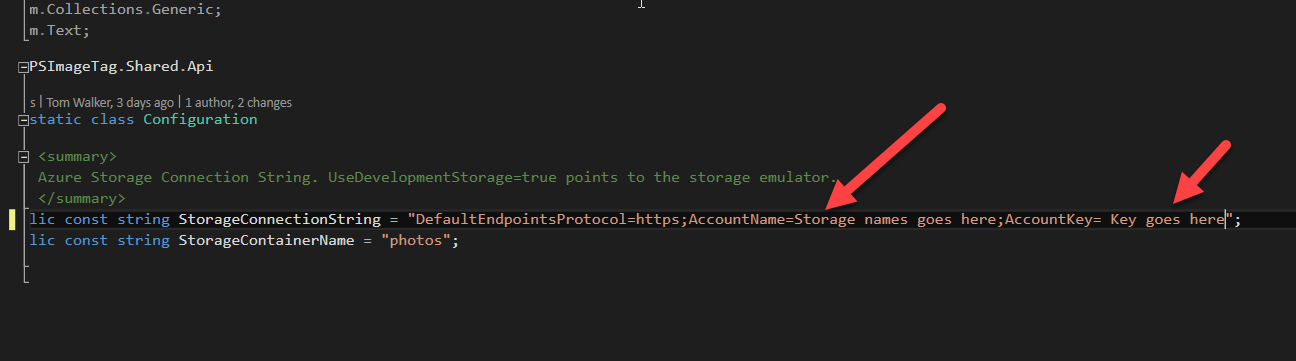 m.Collections.Generic;
m.Text;
PSImageTag.Shared.Api
s | Tom Walker, 3 days ago | 1 author, 2 changes
static class Configuration
<summary>
Azure Storage Connection String. UseDevelopmentStorage=true points to the storage emulator.
</summary>
lic const string StorageConnectionString = "DefaultEndpointsProtocol=https;AccountName=Storage names goes here;AccountKey= Key goes here";
lic const string StorageContainerName = "photos";